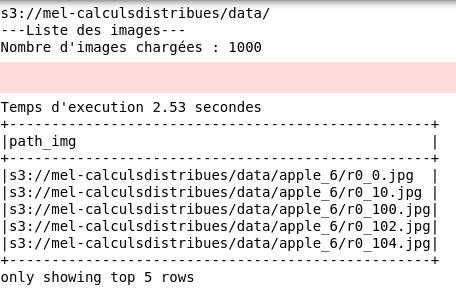 s3://mel-calculsdistribues/data/
---Liste des images---
Nombre d'images chargées : 1000
Temps d'execution 2.53 secondes
+--------------------------------------------------+
|path_img                                          |
+--------------------------------------------------+
|s3://mel-calculsdistribues/data/apple_6/r0_0.jpg  |
|s3://mel-calculsdistribues/data/apple_6/r0_10.jpg |
|s3://mel-calculsdistribues/data/apple_6/r0_100.jpg|
|s3://mel-calculsdistribues/data/apple_6/r0_102.jpg|
|s3://mel-calculsdistribues/data/apple_6/r0_104.jpg|
+--------------------------------------------------+
only showing top 5 rows